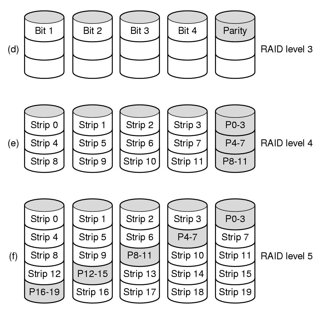 Bit 1 Bit 2 Bit 3 Bit 4 Parity
(d) RAID level 3
Strip 0 Strip 1 Strip 2 Strip 3 P0-3
(e) Strip 4 Strip 5 Strip 6 Strip 7 P4-7 RAID level 4
Strip 8 Strip 9 Strip 10 Strip 11 P8-11
Strip 0 Strip 1 Strip 2 Strip 3 P0-3
Strip 4 Strip 5 Strip 6 P4-7 Strip 7
(f) Strip 8 Strip 9 P8-11 Strip 10 Strip 11 RAID level 5
Strip 12 P12-15 Strip 13 Strip 14 Strip 15
P16-19 Strip 16 Strip 17 Strip 18 Strip 19